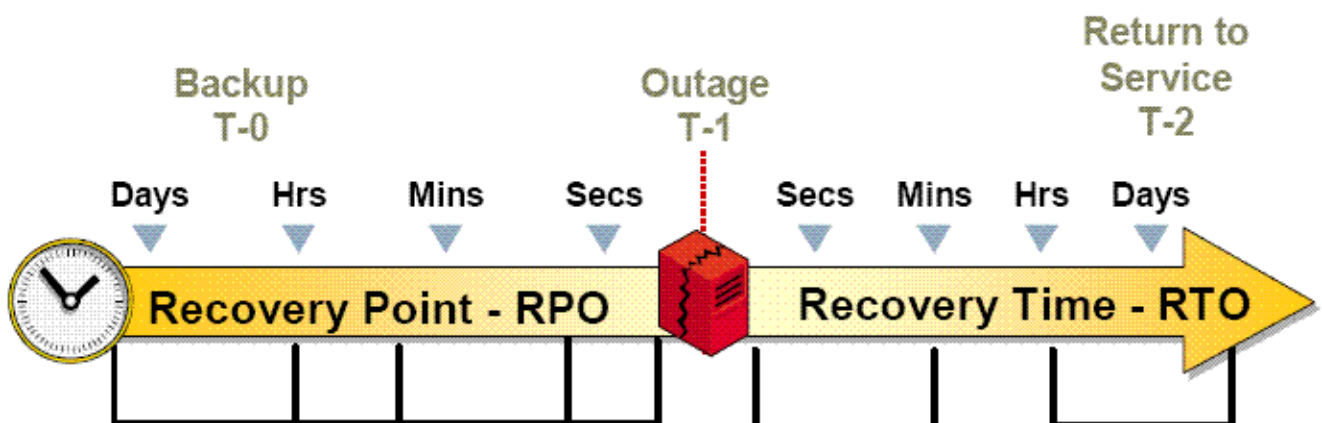 Return to
Service
T-2
Backup
T-0
Outage
T-1
Days Hrs Mins Secs Secs Mins Hrs Days
Recovery Point - RPO Recovery Time - RTO